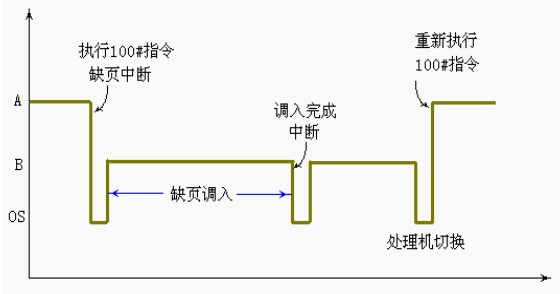 执行100#指令
缺页中断
重新执行
100#指令
A
调入完成
中断
B
缺页调入
OS
处理机切换